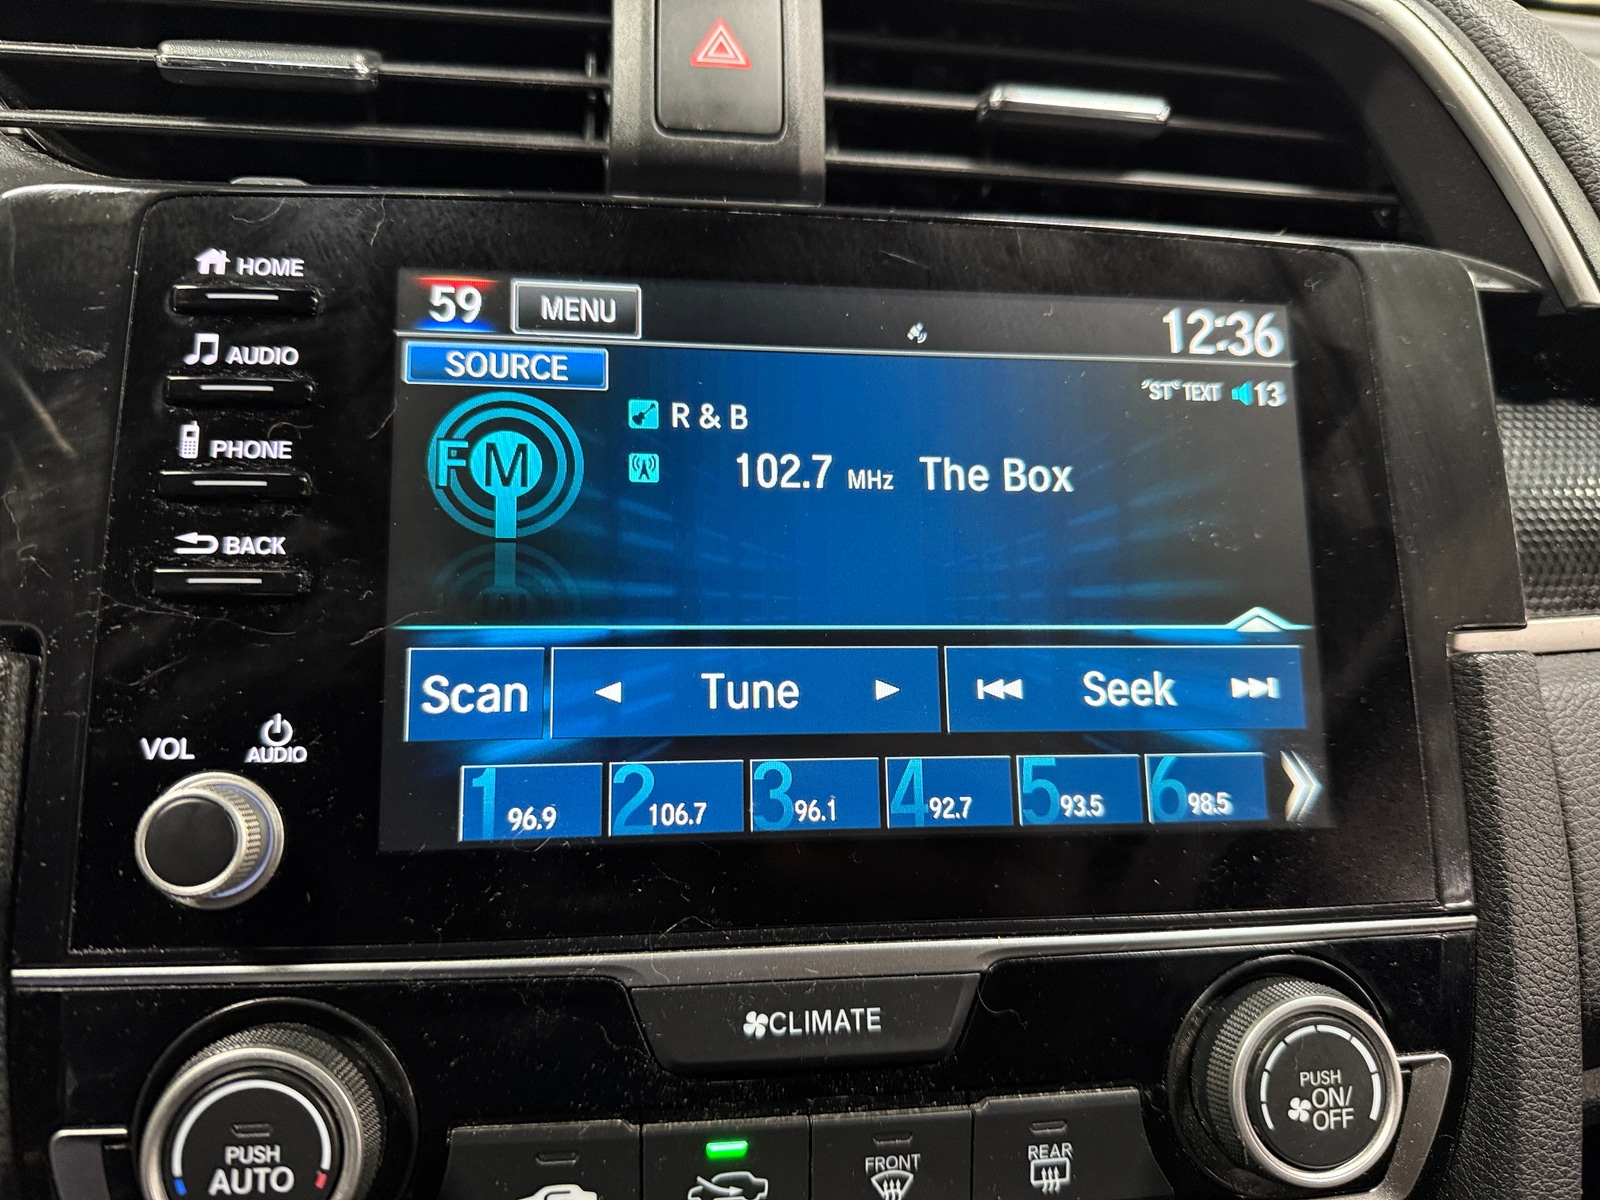 HOME
AUDIO
PHONE
BACK
VOL
AUDIO
59
MENU
12:36
SOURCE
"ST" TEXT 13
FM
R & B
102.7 MHz The Box
Scan
Tune
Seek
1 96.9
2 106.7
3 96.1
4 92.7
5 93.5
6 98.5
CLIMATE
PUSH
AUTO
FRONT
REAR
PUSH
ON/
OFF